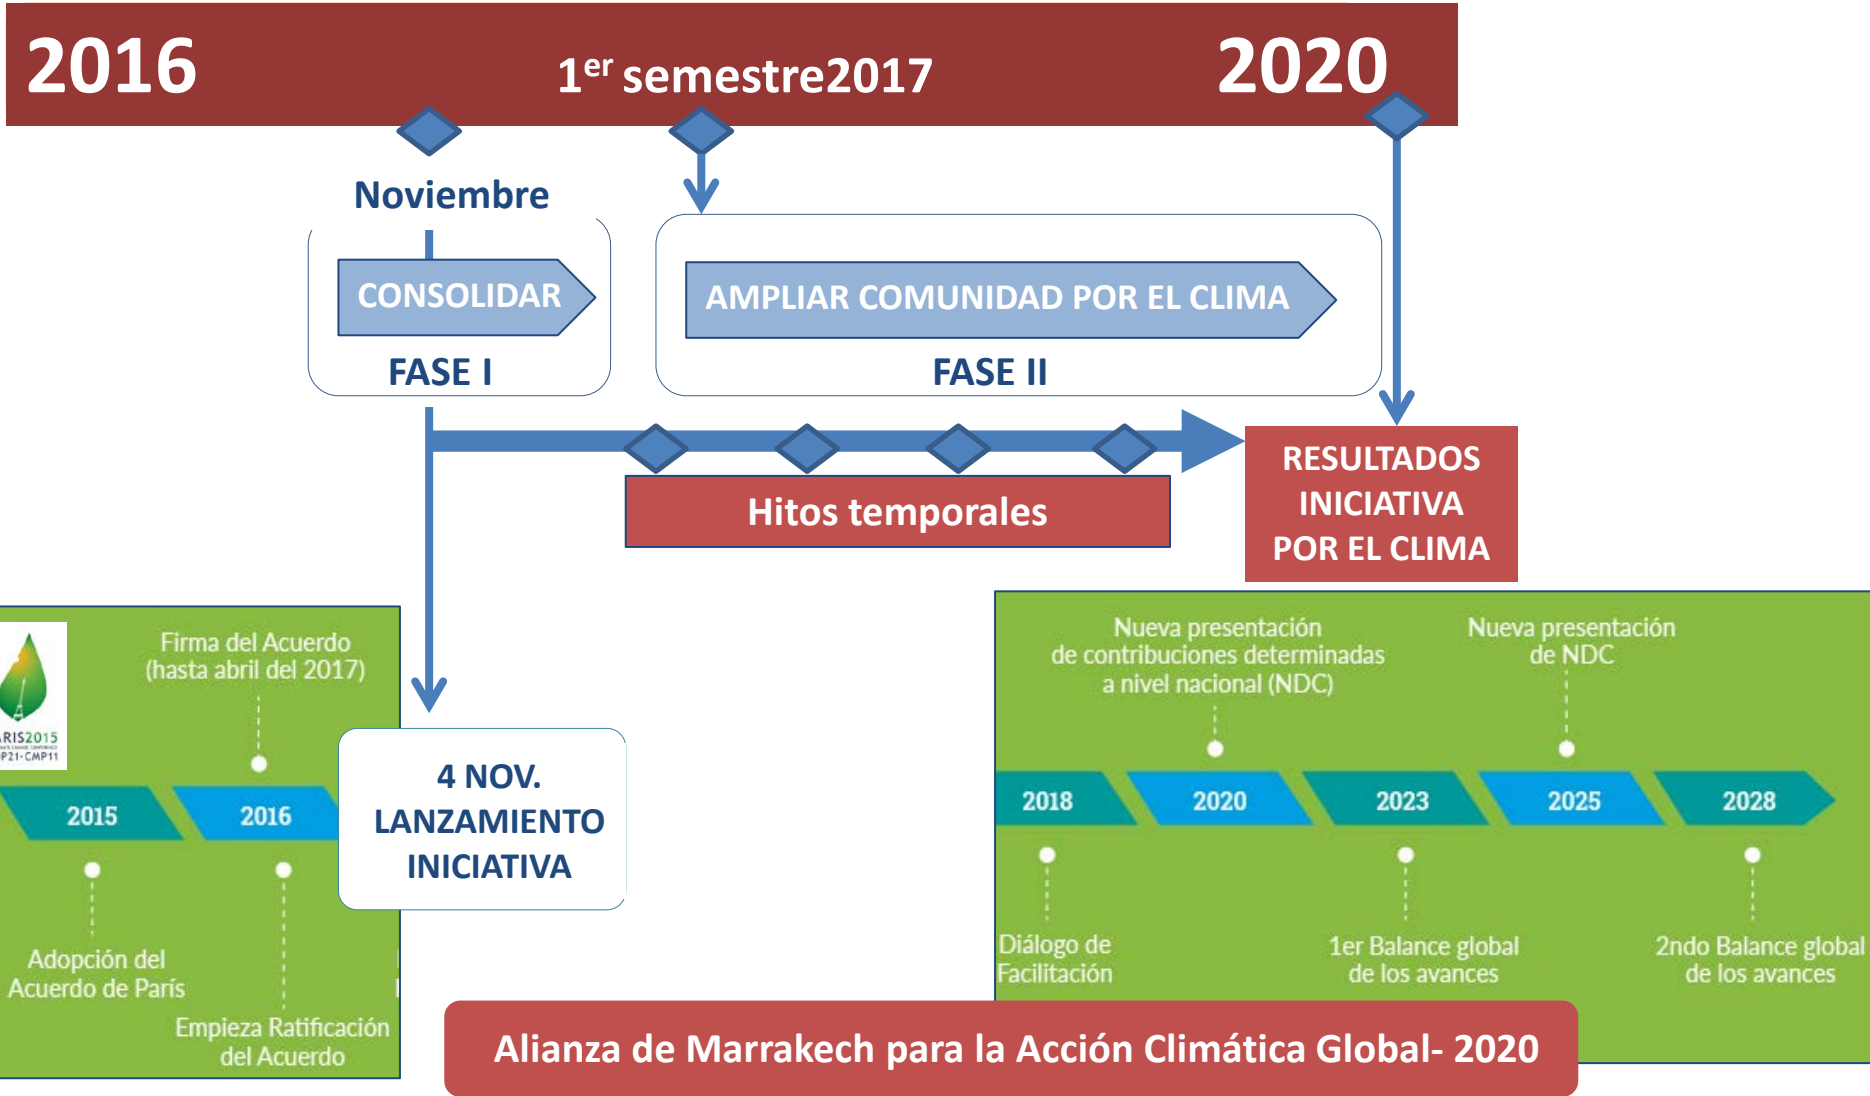 2016
1er semestre2017
2020
Noviembre
CONSOLIDAR
FASE I
AMPLIAR COMUNIDAD POR EL CLIMA
FASE II
Hitos temporales
RESULTADOS
INICIATIVA
POR EL CLIMA
ARIS2015
OP21·CMP11
Firma del Acuerdo
(hasta abril del 2017)
2015
2016
Adopción del
Acuerdo de París
Empieza Ratificación
del Acuerdo
4 NOV.
LANZAMIENTO
INICIATIVA
Nueva presentación
de contribuciones determinadas
a nivel nacional (NDC)
Nueva presentación
de NDC
2018
2020
2023
2025
2028
Diálogo de
Facilitación
1er Balance global
de los avances
2ndo Balance global
de los avances
Alianza de Marrakech para la Acción Climática Global- 2020